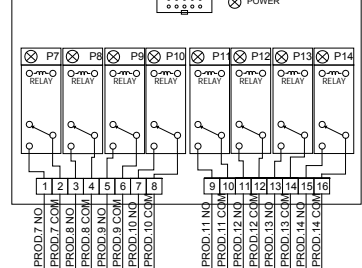 POWER
P7 P8 P9 P10 P11 P12 P13 P14
RELAY RELAY RELAY RELAY RELAY RELAY RELAY RELAY
1 2 3 4 5 6 7 8 9 10 11 12 13 14 15 16
PROD.7 NO
PROD.7 COM
PROD.8 NO
PROD.8 COM
PROD.9 NO
PROD.9 COM
PROD.10 NO
PROD.10 COM
PROD.11 NO
PROD.11 COM
PROD.12 NO
PROD.12 COM
PROD.13 NO
PROD.13 COM
PROD.14 NO
PROD.14 COM